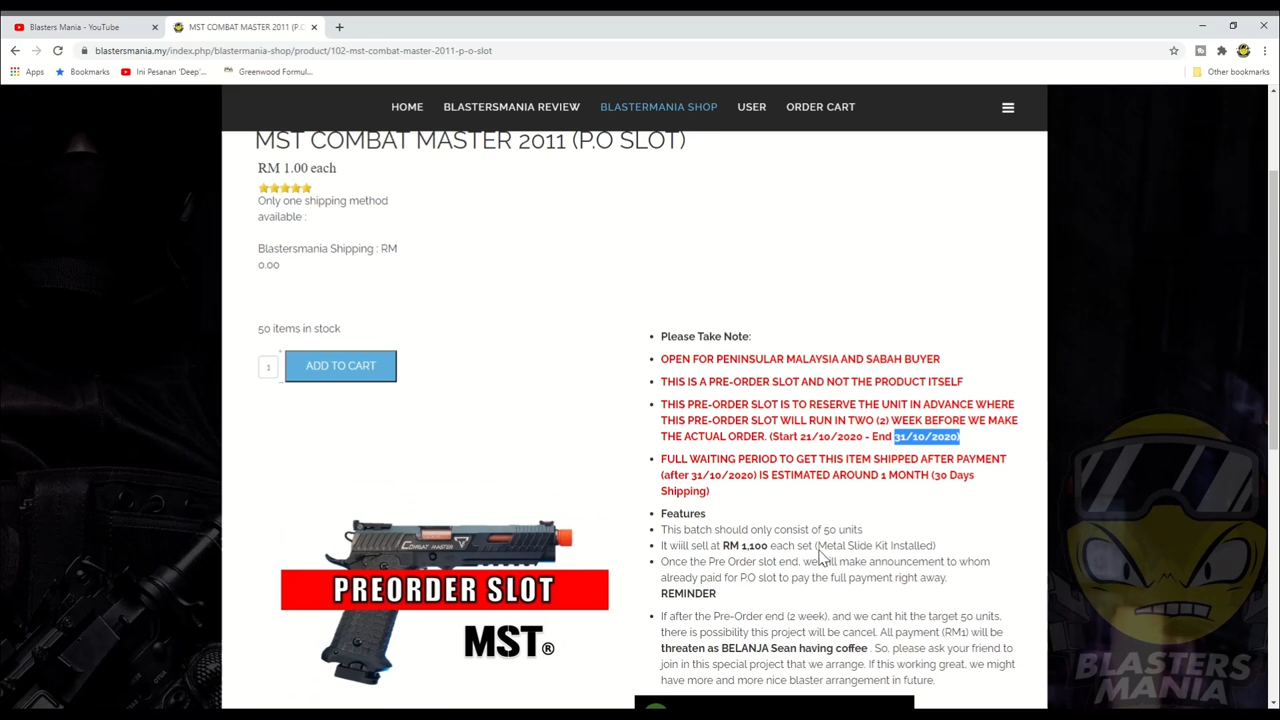 Blasters Mania - YouTube
MST COMBAT MASTER 2011 (P.O
blastersmania.my/index.php/blastermania-shop/product/102-mst-combat-master-2011-p-o-slot
Apps
Bookmarks
Ini Pesanan 'Deep'...
Greenwood Formul...
Other bookmarks
HOME
BLASTERSMANIA REVIEW
BLASTERMANIA SHOP
USER
ORDER CART
MST COMBAT MASTER 2011 (P.O SLOT)
RM 1.00 each
Only one shipping method
available :
Blastersmania Shipping : RM
0.00
50 items in stock
1
ADD TO CART
Please Take Note:
OPEN FOR PENINSULAR MALAYSIA AND SABAH BUYER
THIS IS A PRE-ORDER SLOT AND NOT THE PRODUCT ITSELF
THIS PRE-ORDER SLOT IS TO RESERVE THE UNIT IN ADVANCE WHERE
THIS PRE-ORDER SLOT WILL RUN IN TWO (2) WEEK BEFORE WE MAKE
THE ACTUAL ORDER. (Start 21/10/2020 - End 31/10/2020)
FULL WAITING PERIOD TO GET THIS ITEM SHIPPED AFTER PAYMENT
(after 31/10/2020) IS ESTIMATED AROUND 1 MONTH (30 Days
Shipping)
Features
This batch should only consist of 50 units
It wiill sell at RM 1,100 each set (Metal Slide Kit Installed)
Once the Pre Order slot end, we will make announcement to whom
already paid for P.O slot to pay the full payment right away.
REMINDER
If after the Pre-Order end (2 week), and we cant hit the target 50 units,
there is possibility this project will be cancel. All payment (RM1) will be
threaten as BELANJA Sean having coffee . So, please ask your friend to
join in this special project that we arrange. If this working great, we might
have more and more nice blaster arrangement in future.
COMBAT MASTER
PREORDER SLOT
MST®
BLASTERS
MANIA